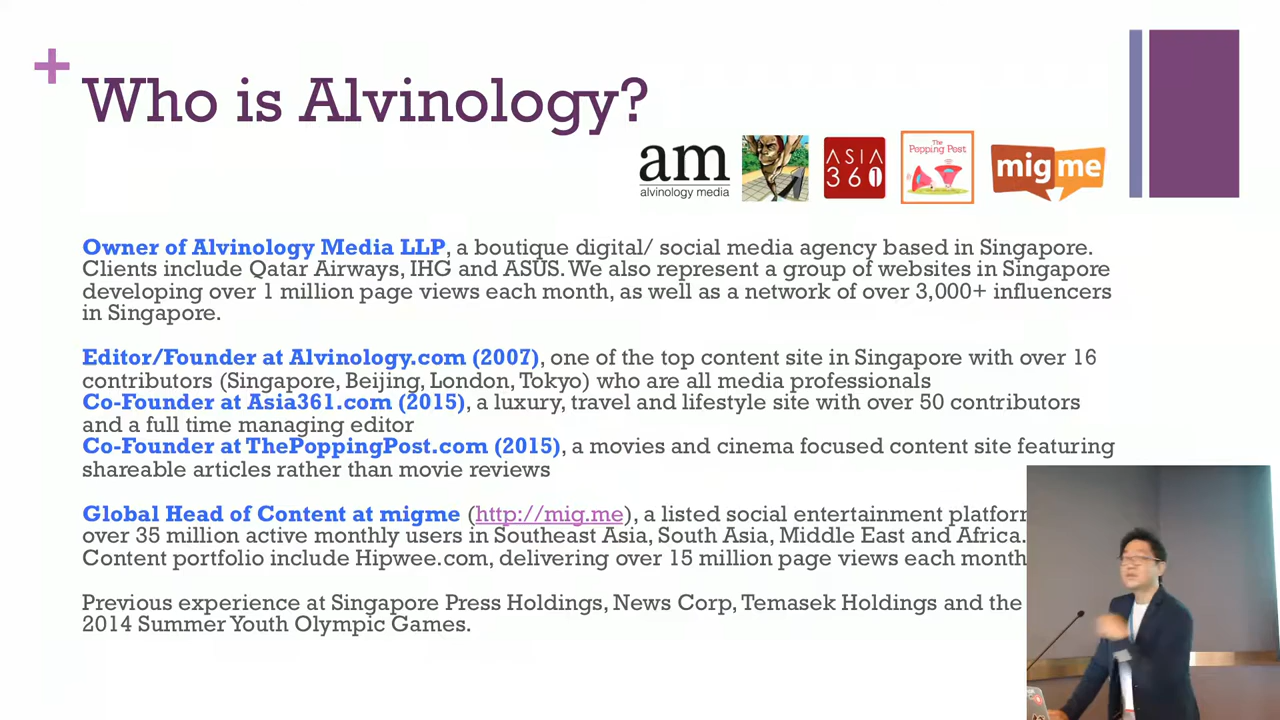 +
Who is Alvinology?
am
alvinology media
ASIA
361
The
Popping Post
mig me
Owner of Alvinology Media LLP, a boutique digital/ social media agency based in Singapore.
Clients include Qatar Airways, IHG and ASUS. We also represent a group of websites in Singapore
developing over 1 million page views each month, as well as a network of over 3,000+ influencers
in Singapore.
Editor/Founder at Alvinology.com (2007), one of the top content site in Singapore with over 16
contributors (Singapore, Beijing, London, Tokyo) who are all media professionals
Co-Founder at Asia361.com (2015), a luxury, travel and lifestyle site with over 50 contributors
and a full time managing editor
Co-Founder at ThePoppingPost.com (2015), a movies and cinema focused content site featuring
shareable articles rather than movie reviews
Global Head of Content at migme (http://mig.me), a listed social entertainment platform
over 35 million active monthly users in Southeast Asia, South Asia, Middle East and Africa.
Content portfolio include Hipwee.com, delivering over 15 million page views each month
Previous experience at Singapore Press Holdings, News Corp, Temasek Holdings and the
2014 Summer Youth Olympic Games.